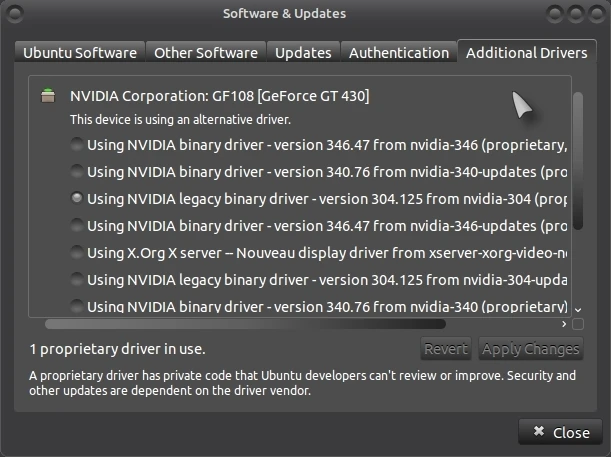 Software & Updates
Ubuntu Software Other Software Updates Authentication Additional Drivers
NVIDIA Corporation: GF108 [GeForce GT 430]
This device is using an alternative driver.
Using NVIDIA binary driver - version 346.47 from nvidia-346 (proprietary,
Using NVIDIA binary driver - version 340.76 from nvidia-340-updates (pro
Using NVIDIA legacy binary driver - version 304.125 from nvidia-304 (prop
Using NVIDIA binary driver - version 346.47 from nvidia-346-updates (pro
Using X.Org X server -- Nouveau display driver from xserver-xorg-video-n
Using NVIDIA legacy binary driver - version 304.125 from nvidia-304-upda
Using NVIDIA binary driver - version 340.76 from nvidia-340 (proprietary)
1 proprietary driver in use.
Revert Apply Changes
A proprietary driver has private code that Ubuntu developers can't review or improve. Security and
other updates are dependent on the driver vendor.
Close